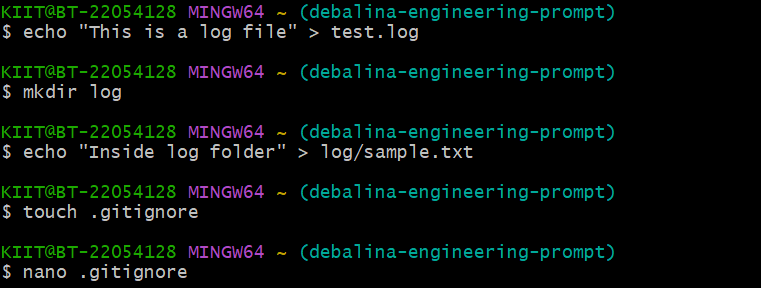 KIIT@BT-22054128 MINGW64 ~ (debalina-engineering-prompt)
$ echo "This is a log file" > test.log
KIIT@BT-22054128 MINGW64 ~ (debalina-engineering-prompt)
$ mkdir log
KIIT@BT-22054128 MINGW64 ~ (debalina-engineering-prompt)
$ echo "Inside log folder" > log/sample.txt
KIIT@BT-22054128 MINGW64 ~ (debalina-engineering-prompt)
$ touch .gitignore
KIIT@BT-22054128 MINGW64 ~ (debalina-engineering-prompt)
$ nano .gitignore